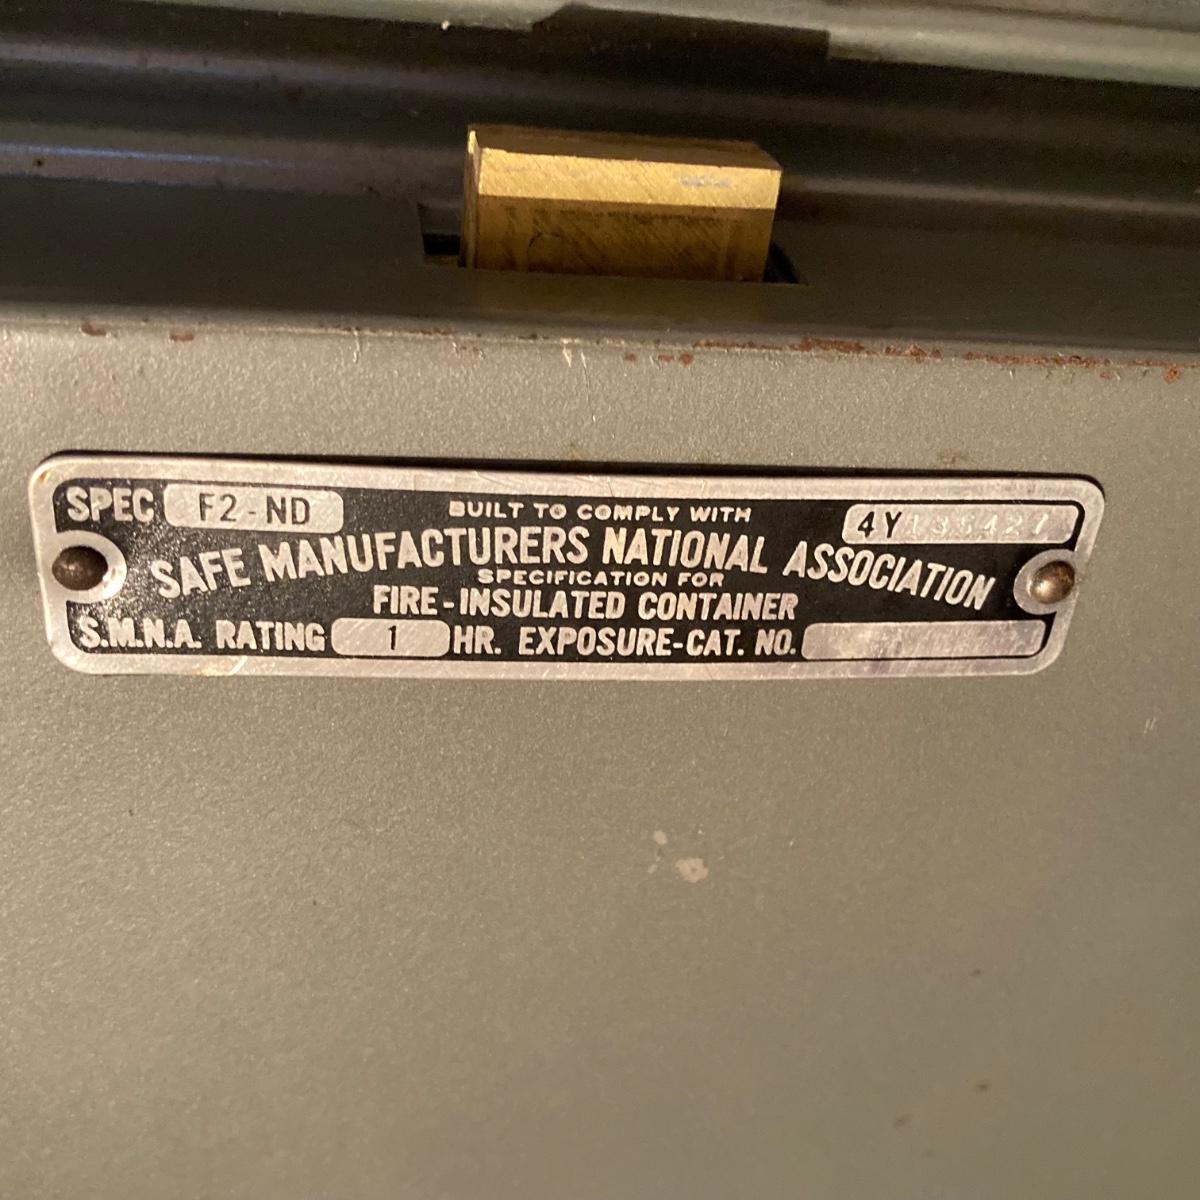 SPEC F2-ND
BUILT TO COMPLY WITH
4Y 135427
SAFE MANUFACTURERS NATIONAL ASSOCIATION
SPECIFICATION FOR
FIRE-INSULATED CONTAINER
S.M.N.A. RATING 1 HR. EXPOSURE-CAT. NO.